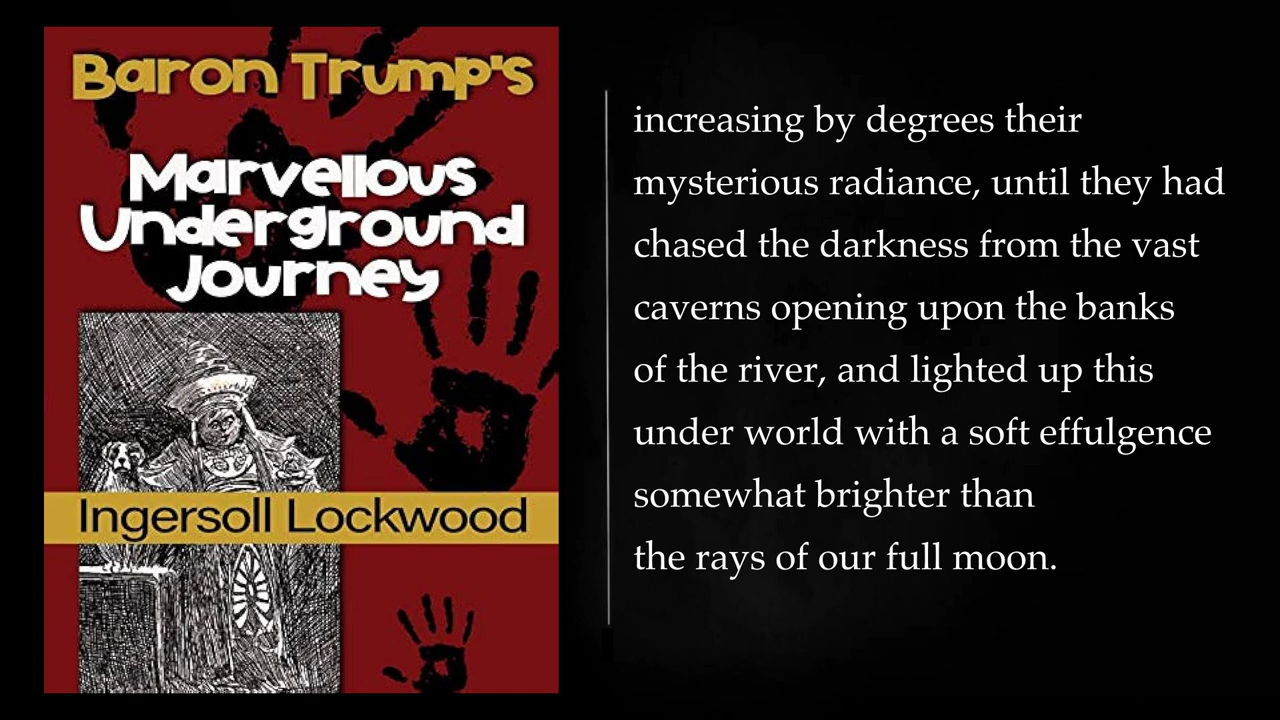 Baron Trump's
Marvellous
Underground
Journey
Ingersoll Lockwood
increasing by degrees their
mysterious radiance, until they had
chased the darkness from the vast
caverns opening upon the banks
of the river, and lighted up this
under world with a soft effulgence
somewhat brighter than
the rays of our full moon.